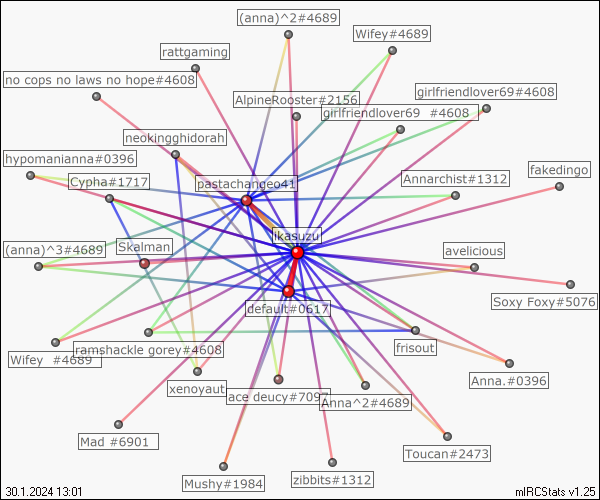 (anna)^2#4689
Wifey#4689
rattgaming
no cops no laws no hope#4608
girlfriendlover69#4608
AlpineRooster#2156
girlfriendlover69 #4608
neokingghidorah
hypomanianna#0396
fakedingo
Cypha#1717
pastachangeo41
Annarchist#1312
ikasuzu
(anna)^3#4689
Skalman
avelicious
Soxy Foxy#5076
default#0617
Wifey #4689
ramshackle gorey#4608
frisout
xenoyaut
Anna.#0396
ace deucy#7097
Anna^2#4689
Mad #6901
Toucan#2473
Mushy#1984
zibbits#1312
30.1.2024 13:01
mIRCStats v1.25